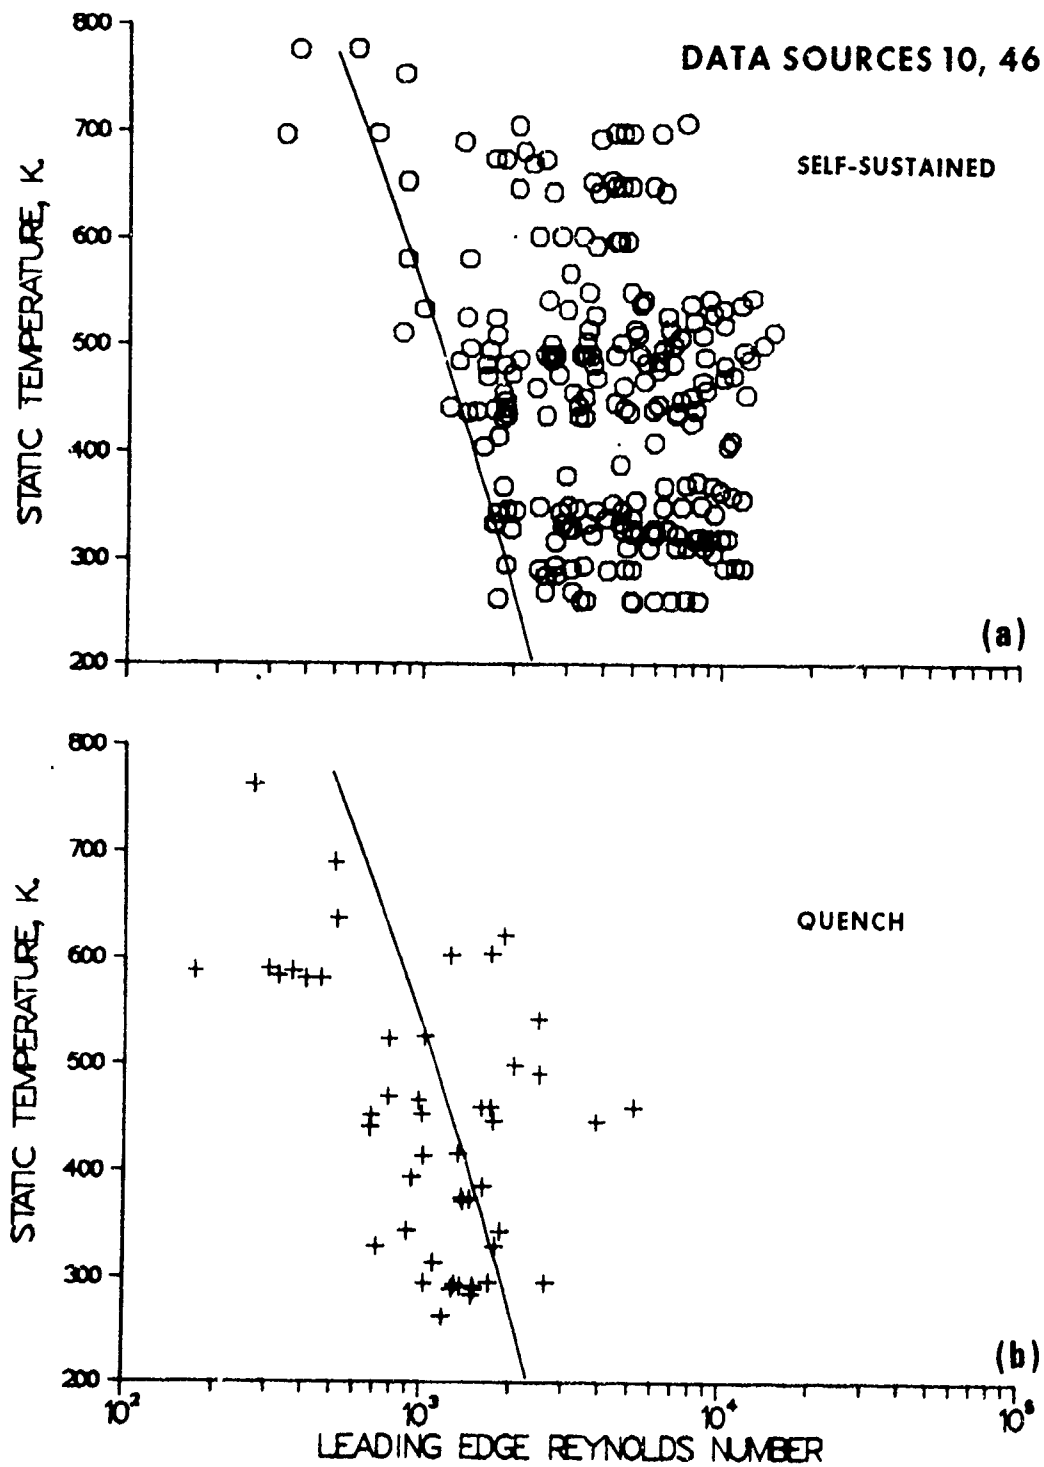 800
DATA SOURCES 10, 46
700
SELF-SUSTAINED
600
500
400
300
200
STATIC TEMPERATURE, K.
(a)
800
700
QUENCH
600
500
400
300
200
STATIC TEMPERATURE, K.
(b)
10² 10³ 10⁴ 10⁵
LEADING EDGE REYNOLDS NUMBER